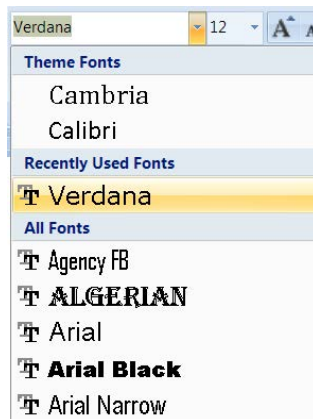 Verdana 12 A A
Theme Fonts
Cambria
Calibri
Recently Used Fonts
Verdana
All Fonts
Agency FB
ALGERIAN
Arial
Arial Black
Arial Narrow